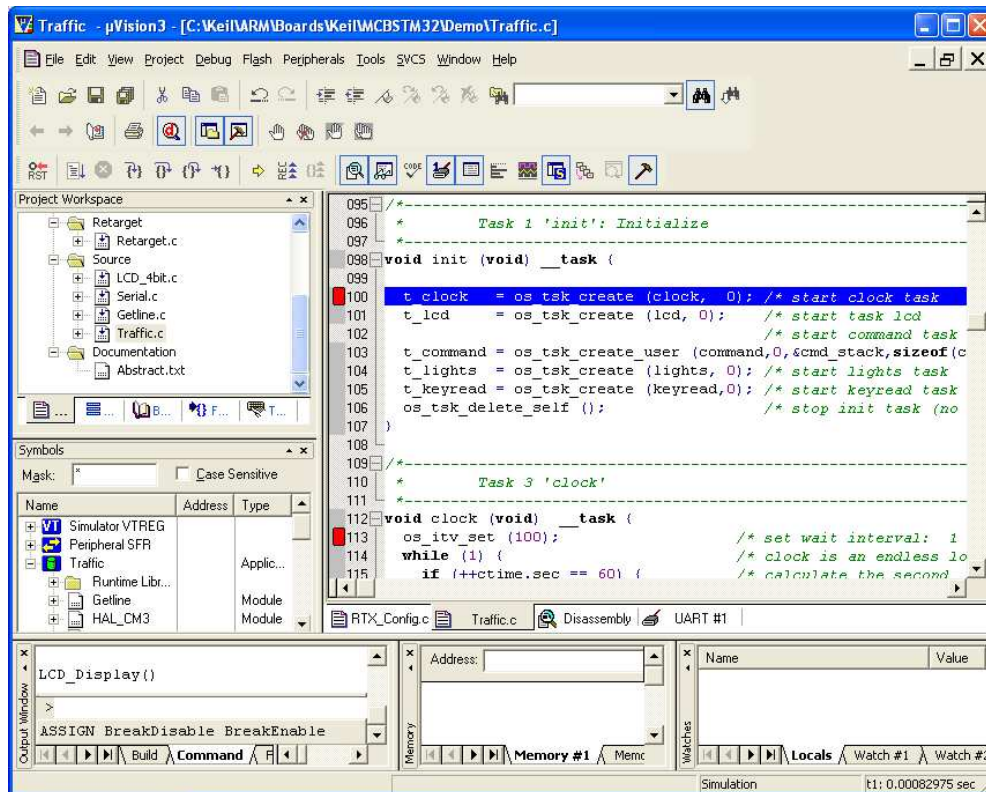 Traffic - µVision3 - [C:\Keil\ARM\Boards\Keil\MCBSTM32\Demo\Traffic.c]
File Edit View Project Debug Flash Peripherals Tools SVCS Window Help
RST CODE
Project Workspace
Retarget
Retarget.c
Source
LCD_4bit.c
Serial.c
Getline.c
Traffic.c
Documentation
Abstract.txt
... ... B... F... T...
Symbols
Mask: * Case Sensitive
Name Address Type
Simulator VTREG
Peripheral SFR
Traffic Applic...
Runtime Libr...
Getline Module
HAL_CM3 Module
095 /*-----------------------------------------------------------
096 * Task 1 'init': Initialize
097 *-----------------------------------------------------------
098 void init (void) __task {
100 t_clock = os_tsk_create (clock, 0); /* start clock task
101 t_lcd = os_tsk_create (lcd, 0); /* start task lcd
102 /* start command task
103 t_command = os_tsk_create_user (command,0,&cmd_stack,sizeof(c
104 t_lights = os_tsk_create (lights, 0); /* start lights task
105 t_keyread = os_tsk_create (keyread,0); /* start keyread task
106 os_tsk_delete_self (); /* stop init task (no
107 }
108
109 /*-----------------------------------------------------------
110 * Task 3 'clock'
111 *-----------------------------------------------------------
112 void clock (void) __task {
113 os_itv_set (100); /* set wait interval: 1
114 while (1) { /* clock is an endless lo
115 if (++ctime.sec == 60) { /* calculate the second
RTX_Config.c Traffic.c Disassembly UART #1
Output Window
LCD_Display()
>
ASSIGN BreakDisable BreakEnable
Build Command F
Memory
Address:
Memory #1 Memc
Watches
Name Value
Locals Watch #1 Watch #2
Simulation t1: 0.00082975 sec